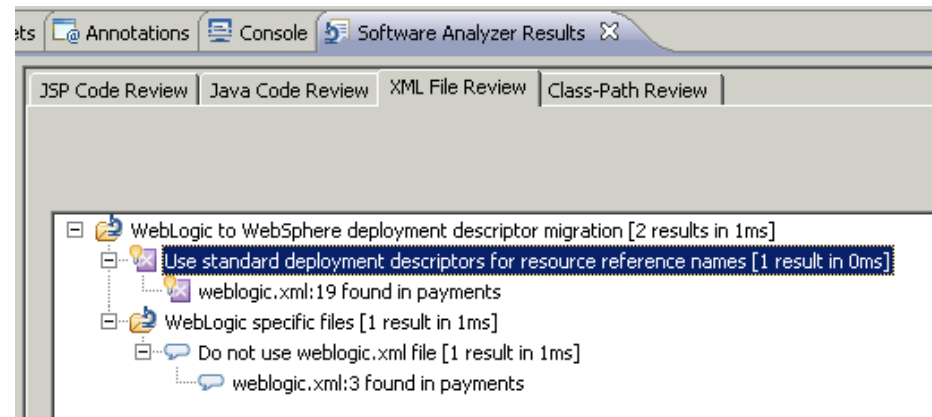 ets Annotations Console Software Analyzer Results
JSP Code Review Java Code Review XML File Review Class-Path Review
WebLogic to WebSphere deployment descriptor migration [2 results in 1ms]
Use standard deployment descriptors for resource reference names [1 result in 0ms]
weblogic.xml:19 found in payments
WebLogic specific files [1 result in 1ms]
Do not use weblogic.xml file [1 result in 1ms]
weblogic.xml:3 found in payments